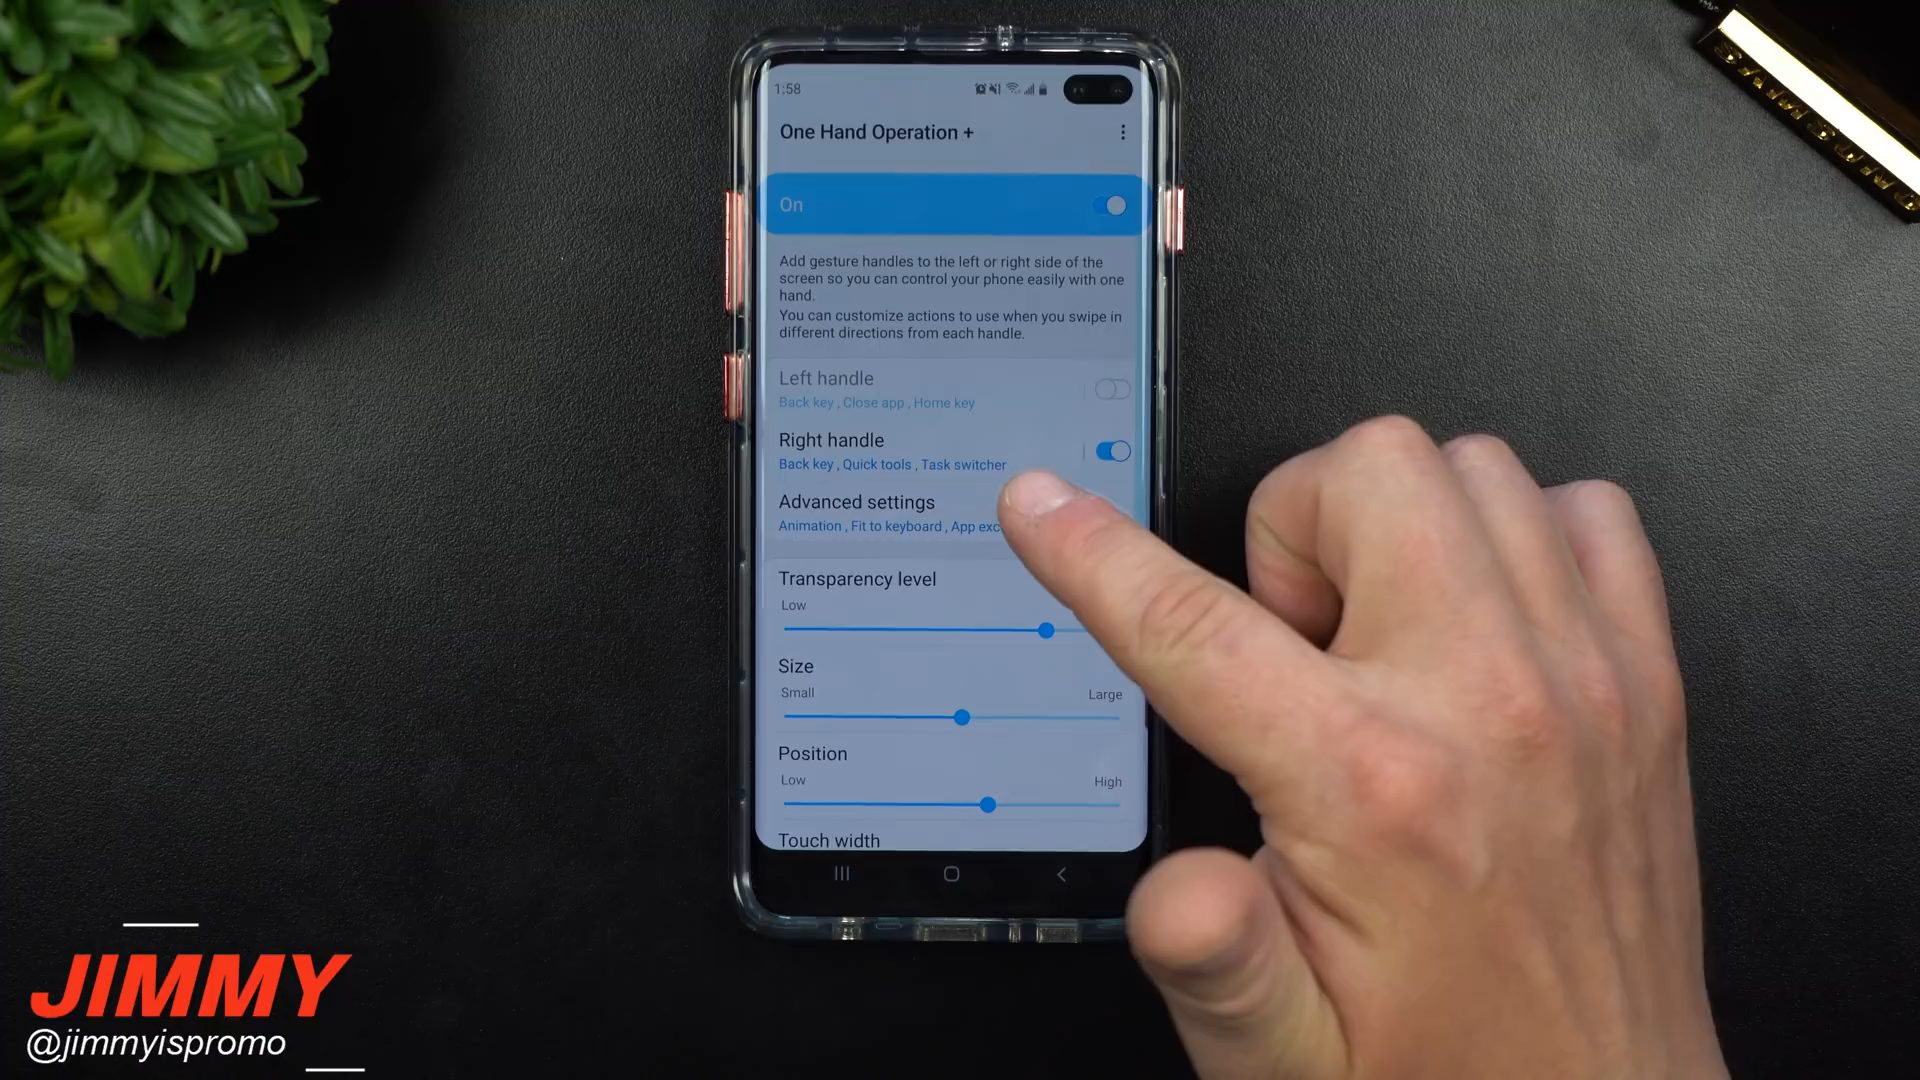 1:58
One Hand Operation +
On
Add gesture handles to the left or right side of the
screen so you can control your phone easily with one
hand.
You can customize actions to use when you swipe in
different directions from each handle.
Left handle
Back key , Close app , Home key
Right handle
Back key , Quick tools , Task switcher
Advanced settings
Animation , Fit to keyboard , App exc
Transparency level
Low
Size
Small Large
Position
Low High
Touch width
JIMMY
@jimmyispromo